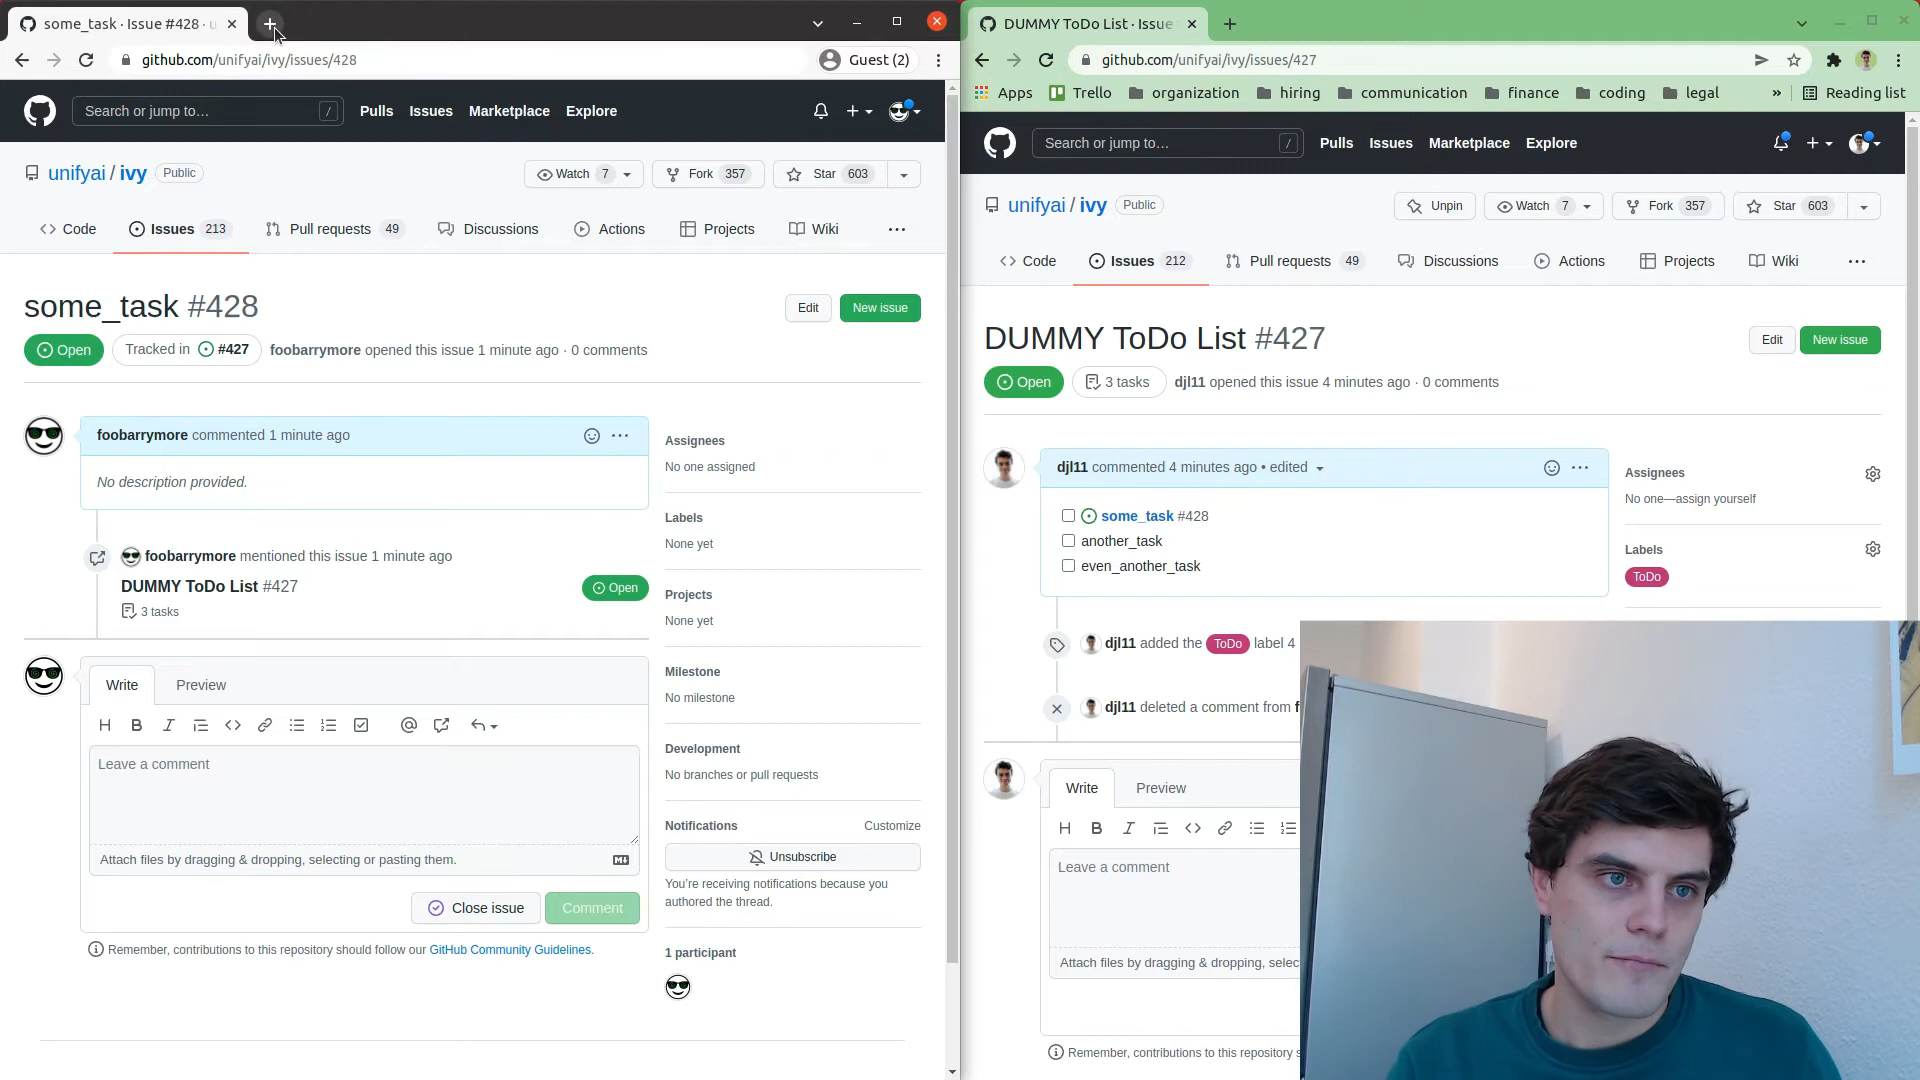 some_task · Issue #428 · u
github.com/unifyai/ivy/issues/428
Guest (2)
Search or jump to… /
Pulls Issues Marketplace Explore
unifyai / ivy Public
Watch 7 Fork 357 Star 603
Code Issues 213 Pull requests 49 Discussions Actions Projects Wiki
some_task #428
Edit New issue
Open Tracked in #427 foobarrymore opened this issue 1 minute ago · 0 comments
foobarrymore commented 1 minute ago
No description provided.
foobarrymore mentioned this issue 1 minute ago
DUMMY ToDo List #427
Open
3 tasks
Write Preview
Leave a comment
Attach files by dragging & dropping, selecting or pasting them.
Close issue Comment
Remember, contributions to this repository should follow our GitHub Community Guidelines.
Assignees
No one assigned
Labels
None yet
Projects
None yet
Milestone
No milestone
Development
No branches or pull requests
Notifications Customize
Unsubscribe
You're receiving notifications because you
authored the thread.
1 participant
DUMMY ToDo List · Issue
github.com/unifyai/ivy/issues/427
Apps Trello organization hiring communication finance coding legal » Reading list
Search or jump to… /
Pulls Issues Marketplace Explore
unifyai / ivy Public
Unpin Watch 7 Fork 357 Star 603
Code Issues 212 Pull requests 49 Discussions Actions Projects Wiki
DUMMY ToDo List #427
Edit New issue
Open 3 tasks djl11 opened this issue 4 minutes ago · 0 comments
djl11 commented 4 minutes ago • edited
some_task #428
another_task
even_another_task
Assignees
No one—assign yourself
Labels
ToDo
djl11 added the ToDo label 4
djl11 deleted a comment from f
Write Preview
Leave a comment
Attach files by dragging & dropping, selec
Remember, contributions to this repository s